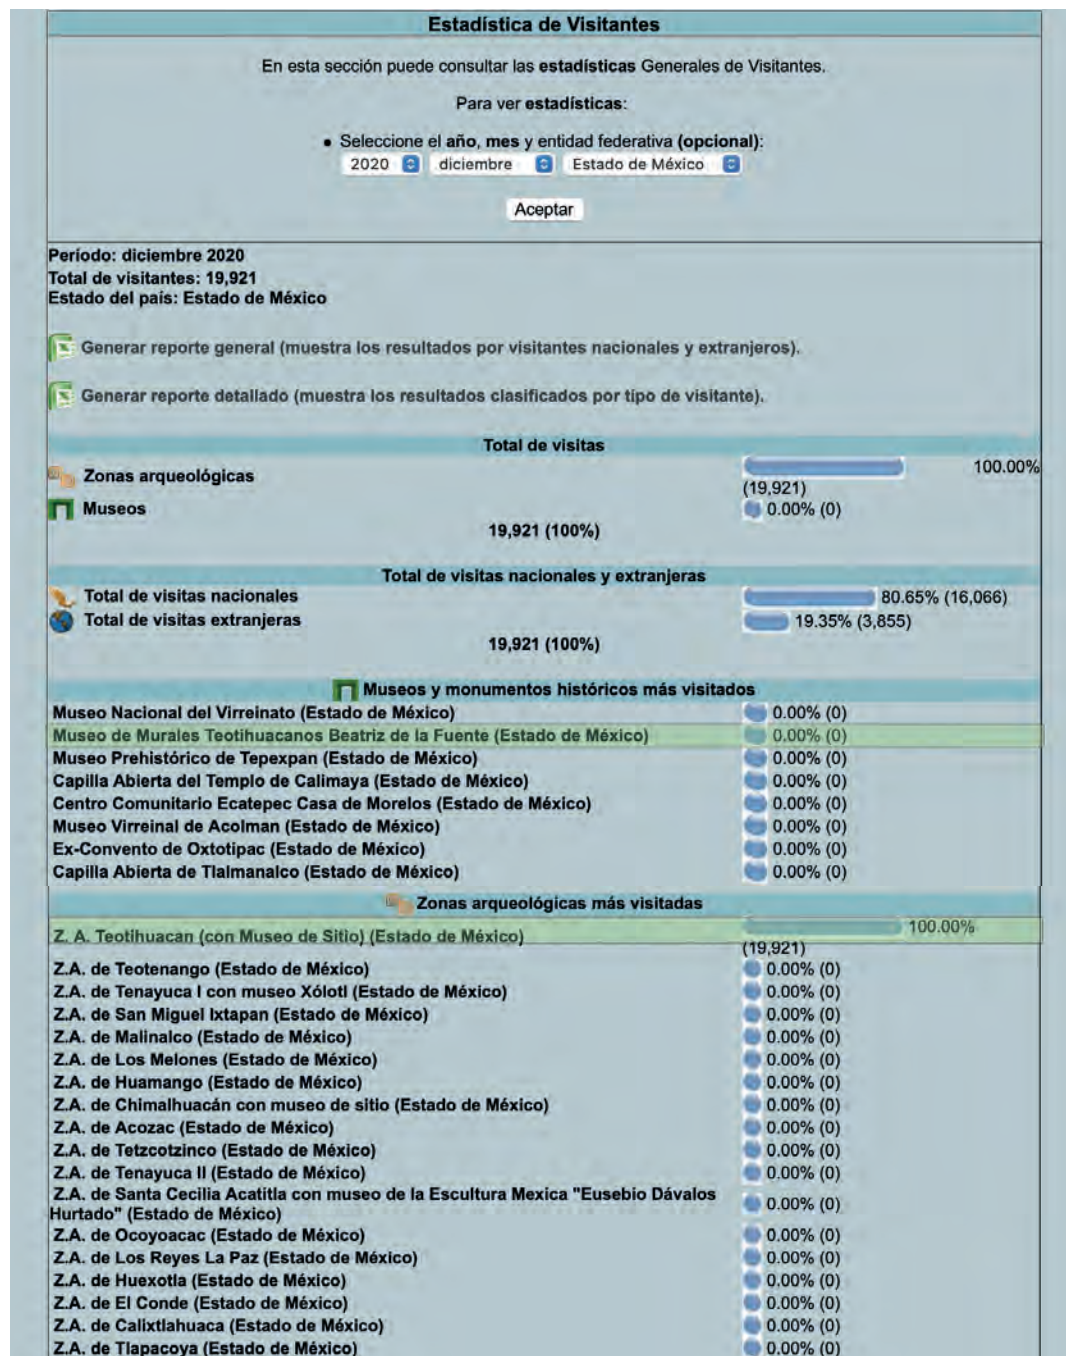 Estadística de Visitantes
En esta sección puede consultar las estadísticas Generales de Visitantes.
Para ver estadísticas:
• Seleccione el año, mes y entidad federativa (opcional):
2020 diciembre Estado de México
Aceptar
Período: diciembre 2020
Total de visitantes: 19,921
Estado del país: Estado de México
Generar reporte general (muestra los resultados por visitantes nacionales y extranjeros).
Generar reporte detallado (muestra los resultados clasificados por tipo de visitante).
Total de visitas
Zonas arqueológicas 100.00%
(19,921)
Museos 0.00% (0)
19,921 (100%)
Total de visitas nacionales y extranjeras
Total de visitas nacionales 80.65% (16,066)
Total de visitas extranjeras 19.35% (3,855)
19,921 (100%)
Museos y monumentos históricos más visitados
Museo Nacional del Virreinato (Estado de México) 0.00% (0)
Museo de Murales Teotihuacanos Beatriz de la Fuente (Estado de México) 0.00% (0)
Museo Prehistórico de Tepexpan (Estado de México) 0.00% (0)
Capilla Abierta del Templo de Calimaya (Estado de México) 0.00% (0)
Centro Comunitario Ecatepec Casa de Morelos (Estado de México) 0.00% (0)
Museo Virreinal de Acolman (Estado de México) 0.00% (0)
Ex-Convento de Oxtotipac (Estado de México) 0.00% (0)
Capilla Abierta de Tlalmanalco (Estado de México) 0.00% (0)
Zonas arqueológicas más visitadas
Z. A. Teotihuacan (con Museo de Sitio) (Estado de México) 100.00%
(19,921)
Z.A. de Teotenango (Estado de México) 0.00% (0)
Z.A. de Tenayuca I con museo Xólotl (Estado de México) 0.00% (0)
Z.A. de San Miguel Ixtapan (Estado de México) 0.00% (0)
Z.A. de Malinalco (Estado de México) 0.00% (0)
Z.A. de Los Melones (Estado de México) 0.00% (0)
Z.A. de Huamango (Estado de México) 0.00% (0)
Z.A. de Chimalhuacán con museo de sitio (Estado de México) 0.00% (0)
Z.A. de Acozac (Estado de México) 0.00% (0)
Z.A. de Tetzcotzinco (Estado de México) 0.00% (0)
Z.A. de Tenayuca II (Estado de México) 0.00% (0)
Z.A. de Santa Cecilia Acatitla con museo de la Escultura Mexica "Eusebio Dávalos
Hurtado" (Estado de México) 0.00% (0)
Z.A. de Ocoyoacac (Estado de México) 0.00% (0)
Z.A. de Los Reyes La Paz (Estado de México) 0.00% (0)
Z.A. de Huexotla (Estado de México) 0.00% (0)
Z.A. de El Conde (Estado de México) 0.00% (0)
Z.A. de Calixtlahuaca (Estado de México) 0.00% (0)
Z.A. de Tlapacoya (Estado de México) 0.00% (0)